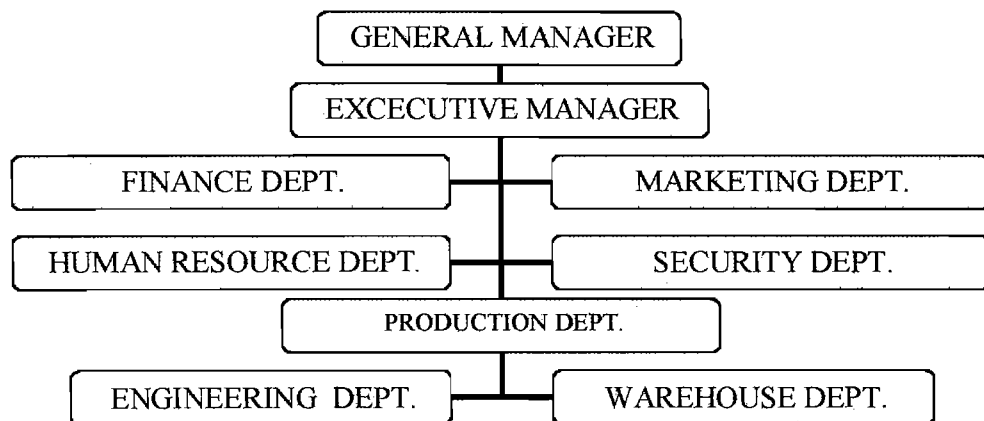 GENERAL MANAGER
EXCECUTIVE MANAGER
FINANCE DEPT.
MARKETING DEPT.
HUMAN RESOURCE DEPT.
SECURITY DEPT.
PRODUCTION DEPT.
ENGINEERING DEPT.
WAREHOUSE DEPT.